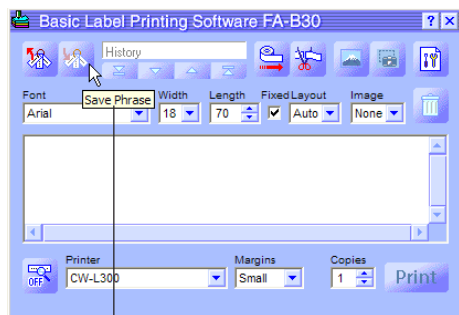 Basic Label Printing Software FA-B30
History
Save Phrase
Font Width Length Fixed Layout Image
Arial 18 70 Auto None
Printer Margins Copies
OFF CW-L300 Small 1 Print